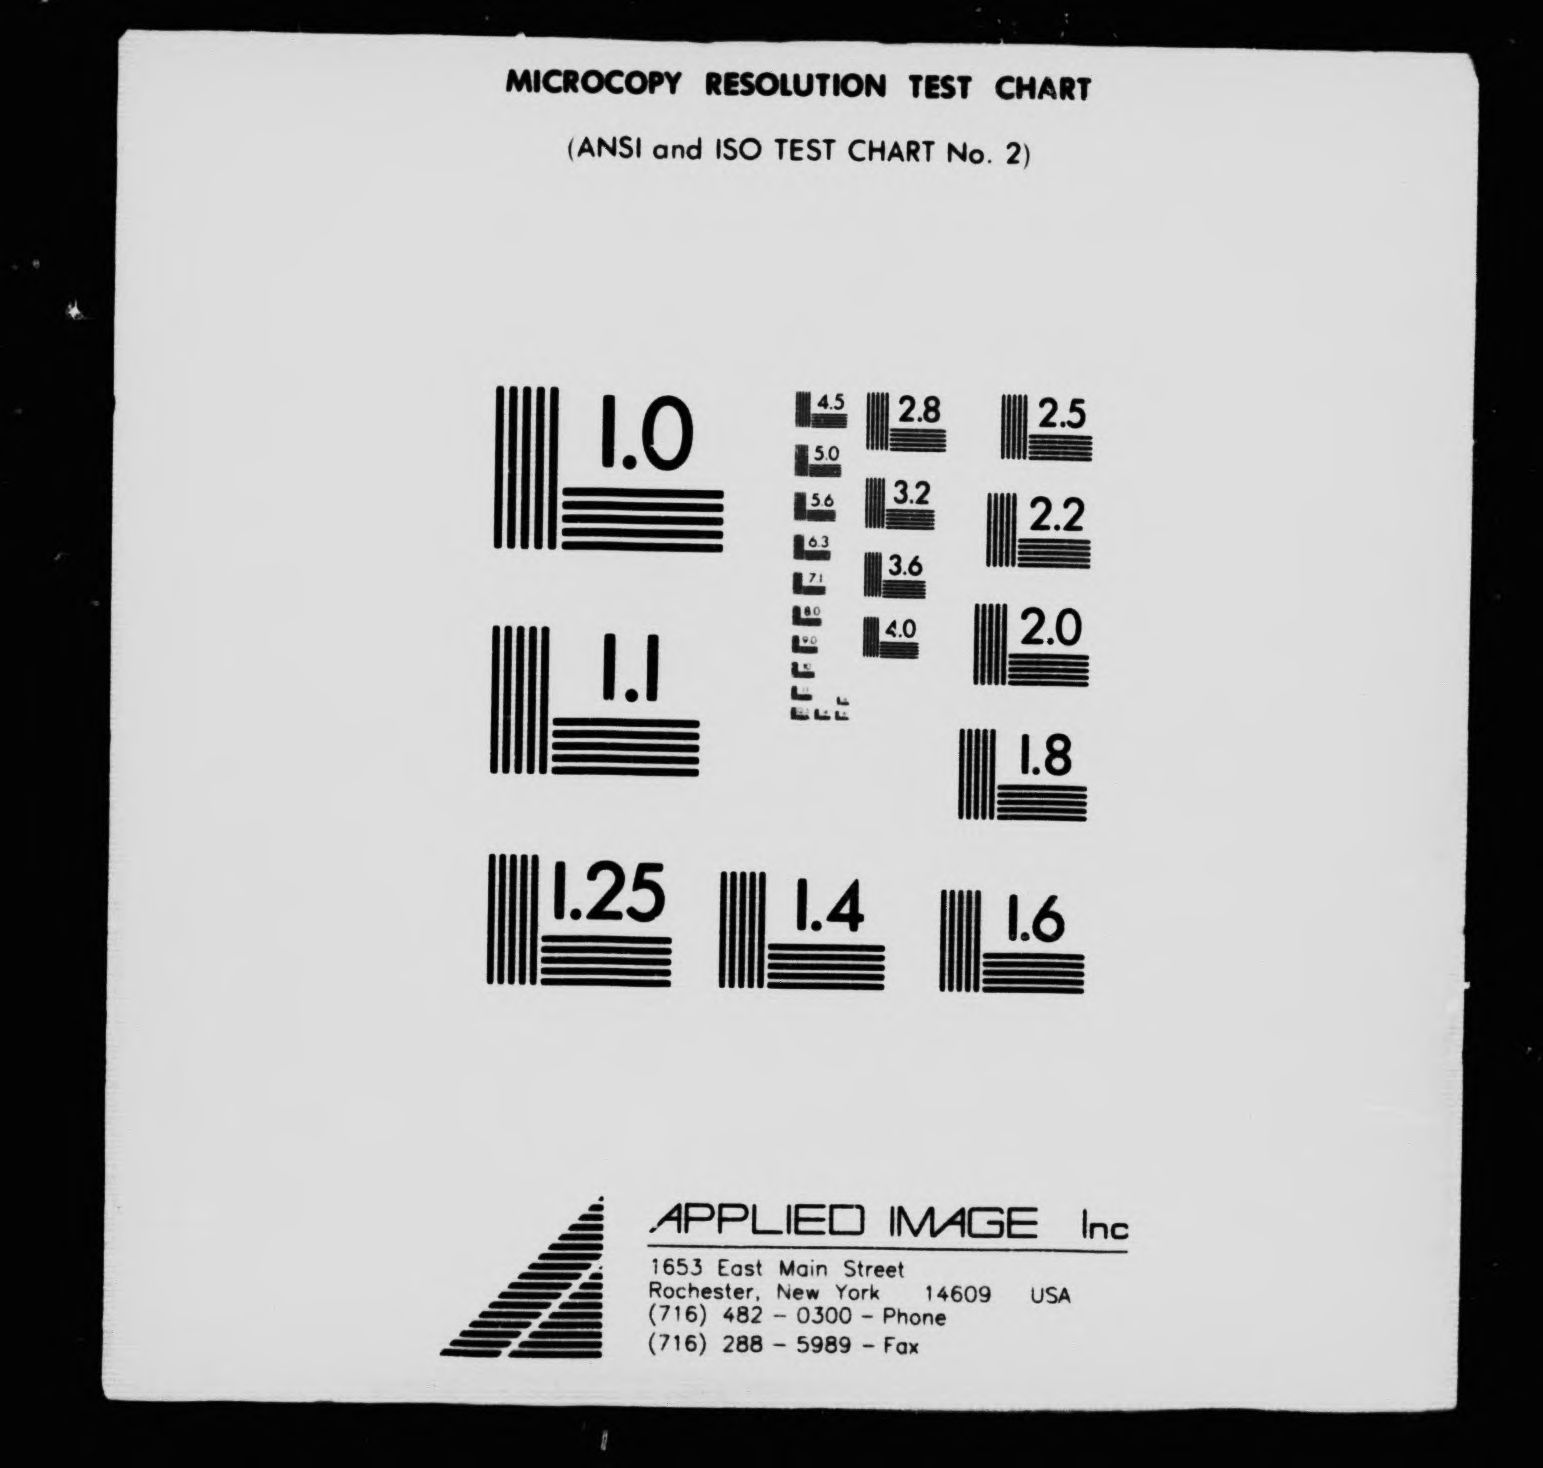 MICROCOPY RESOLUTION TEST CHART
(ANSI and ISO TEST CHART No. 2)
1.0
4.5
2.8
2.5
5.0
3.2
2.2
5.6
6.3
3.6
7.1
2.0
8.0
4.0
9.0
1.1
1.8
1.25
1.4
1.6
APPLIED IMAGE Inc
1653 East Main Street
Rochester, New York 14609 USA
(716) 482 - 0300 - Phone
(716) 288 - 5989 - Fax